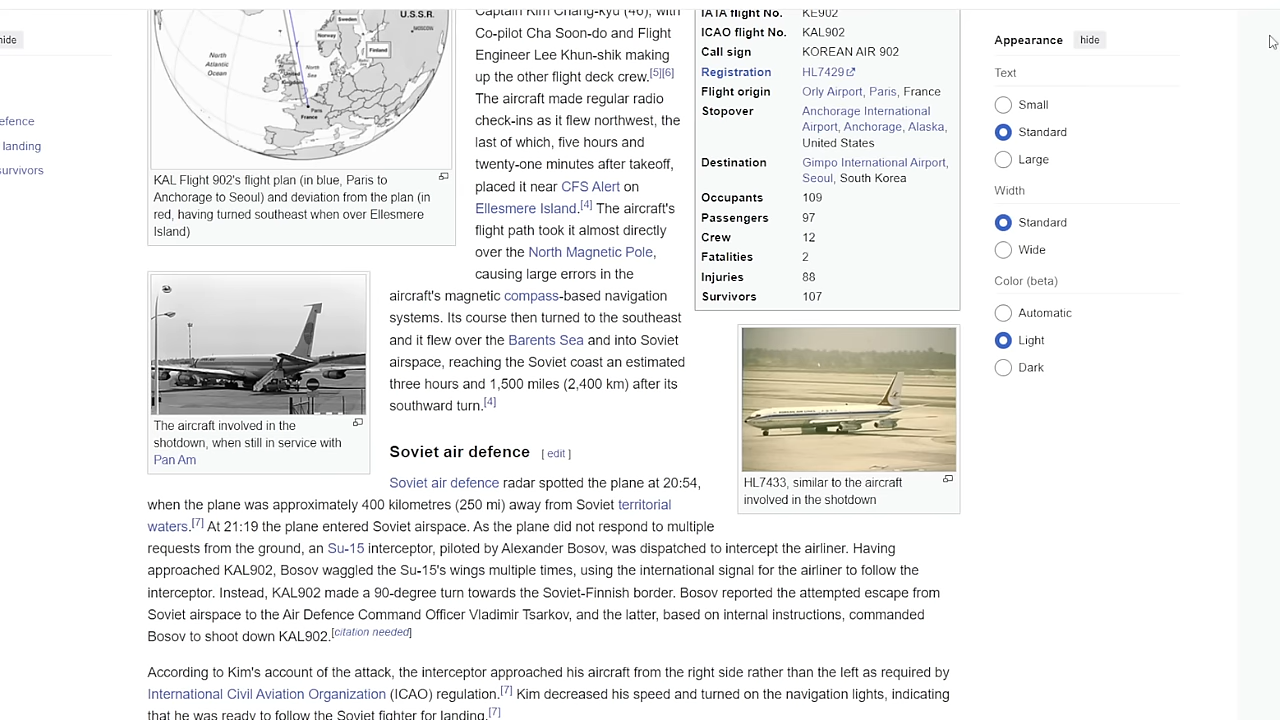 hide
efence
landing
survivors
Sweden
U.S.S.R.
MOSCOW
Norway
Finland
North
Atlantic
Ocean
North
Sea
United
Kingdom
Paris
France
KAL Flight 902's flight plan (in blue, Paris to
Anchorage to Seoul) and deviation from the plan (in
red, having turned southeast when over Ellesmere
Island)
The aircraft involved in the
shotdown, when still in service with
Pan Am
Captain Kim Chang-kyu (46), with
Co-pilot Cha Soon-do and Flight
Engineer Lee Khun-shik making
up the other flight deck crew.[5][6]
The aircraft made regular radio
check-ins as it flew northwest, the
last of which, five hours and
twenty-one minutes after takeoff,
placed it near CFS Alert on
Ellesmere Island.[4] The aircraft's
flight path took it almost directly
over the North Magnetic Pole,
causing large errors in the
aircraft's magnetic compass-based navigation
systems. Its course then turned to the southeast
and it flew over the Barents Sea and into Soviet
airspace, reaching the Soviet coast an estimated
three hours and 1,500 miles (2,400 km) after its
southward turn.[4]
IATA flight No. KE902
ICAO flight No. KAL902
Call sign KOREAN AIR 902
Registration HL7429
Flight origin Orly Airport, Paris, France
Stopover Anchorage International
Airport, Anchorage, Alaska,
United States
Destination Gimpo International Airport,
Seoul, South Korea
Occupants 109
Passengers 97
Crew 12
Fatalities 2
Injuries 88
Survivors 107
HL7433, similar to the aircraft
involved in the shotdown
Soviet air defence [ edit ]
Soviet air defence radar spotted the plane at 20:54,
when the plane was approximately 400 kilometres (250 mi) away from Soviet territorial
waters.[7] At 21:19 the plane entered Soviet airspace. As the plane did not respond to multiple
requests from the ground, an Su-15 interceptor, piloted by Alexander Bosov, was dispatched to intercept the airliner. Having
approached KAL902, Bosov waggled the Su-15's wings multiple times, using the international signal for the airliner to follow the
interceptor. Instead, KAL902 made a 90-degree turn towards the Soviet-Finnish border. Bosov reported the attempted escape from
Soviet airspace to the Air Defence Command Officer Vladimir Tsarkov, and the latter, based on internal instructions, commanded
Bosov to shoot down KAL902.[citation needed]
According to Kim's account of the attack, the interceptor approached his aircraft from the right side rather than the left as required by
International Civil Aviation Organization (ICAO) regulation.[7] Kim decreased his speed and turned on the navigation lights, indicating
that he was ready to follow the Soviet fighter for landing.[7]
Appearance hide
Text
Small
Standard
Large
Width
Standard
Wide
Color (beta)
Automatic
Light
Dark